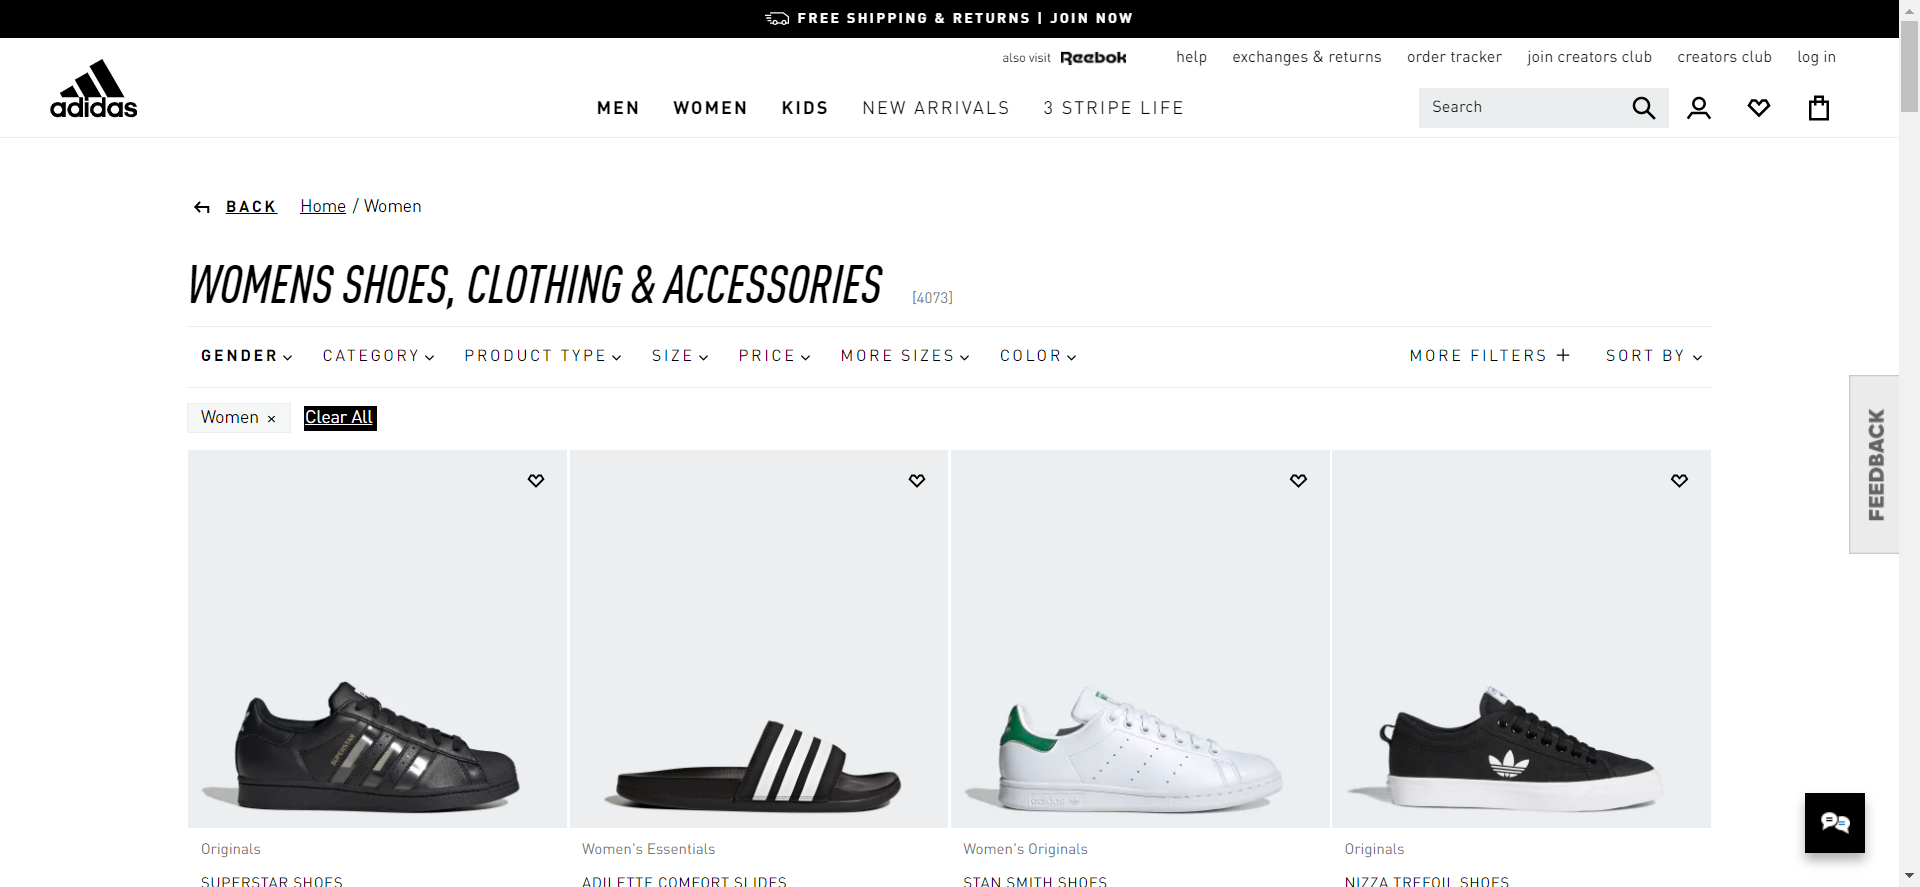 FREE SHIPPING & RETURNS | JOIN NOW
also visit Reebok help exchanges & returns order tracker join creators club creators club log in
adidas
MEN WOMEN KIDS NEW ARRIVALS 3 STRIPE LIFE Search
BACK Home / Women
WOMENS SHOES, CLOTHING & ACCESSORIES [4073]
GENDER CATEGORY PRODUCT TYPE SIZE PRICE MORE SIZES COLOR MORE FILTERS + SORT BY
Women × Clear All
FEEDBACK
SUPERSTAR
adidas
Originals Women's Essentials Women's Originals Originals
SUPERSTAR SHOES ADILETTE COMFORT SLIDES STAN SMITH SHOES NIZZA TREFOIL SHOES